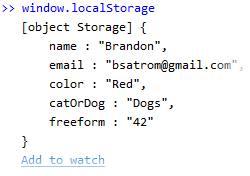 >> window.localStorage
[object Storage] {
name : "Brandon",
email : "bsatrom@gmail.com",
color : "Red",
catOrDog : "Dogs",
freeform : "42"
}
Add to watch